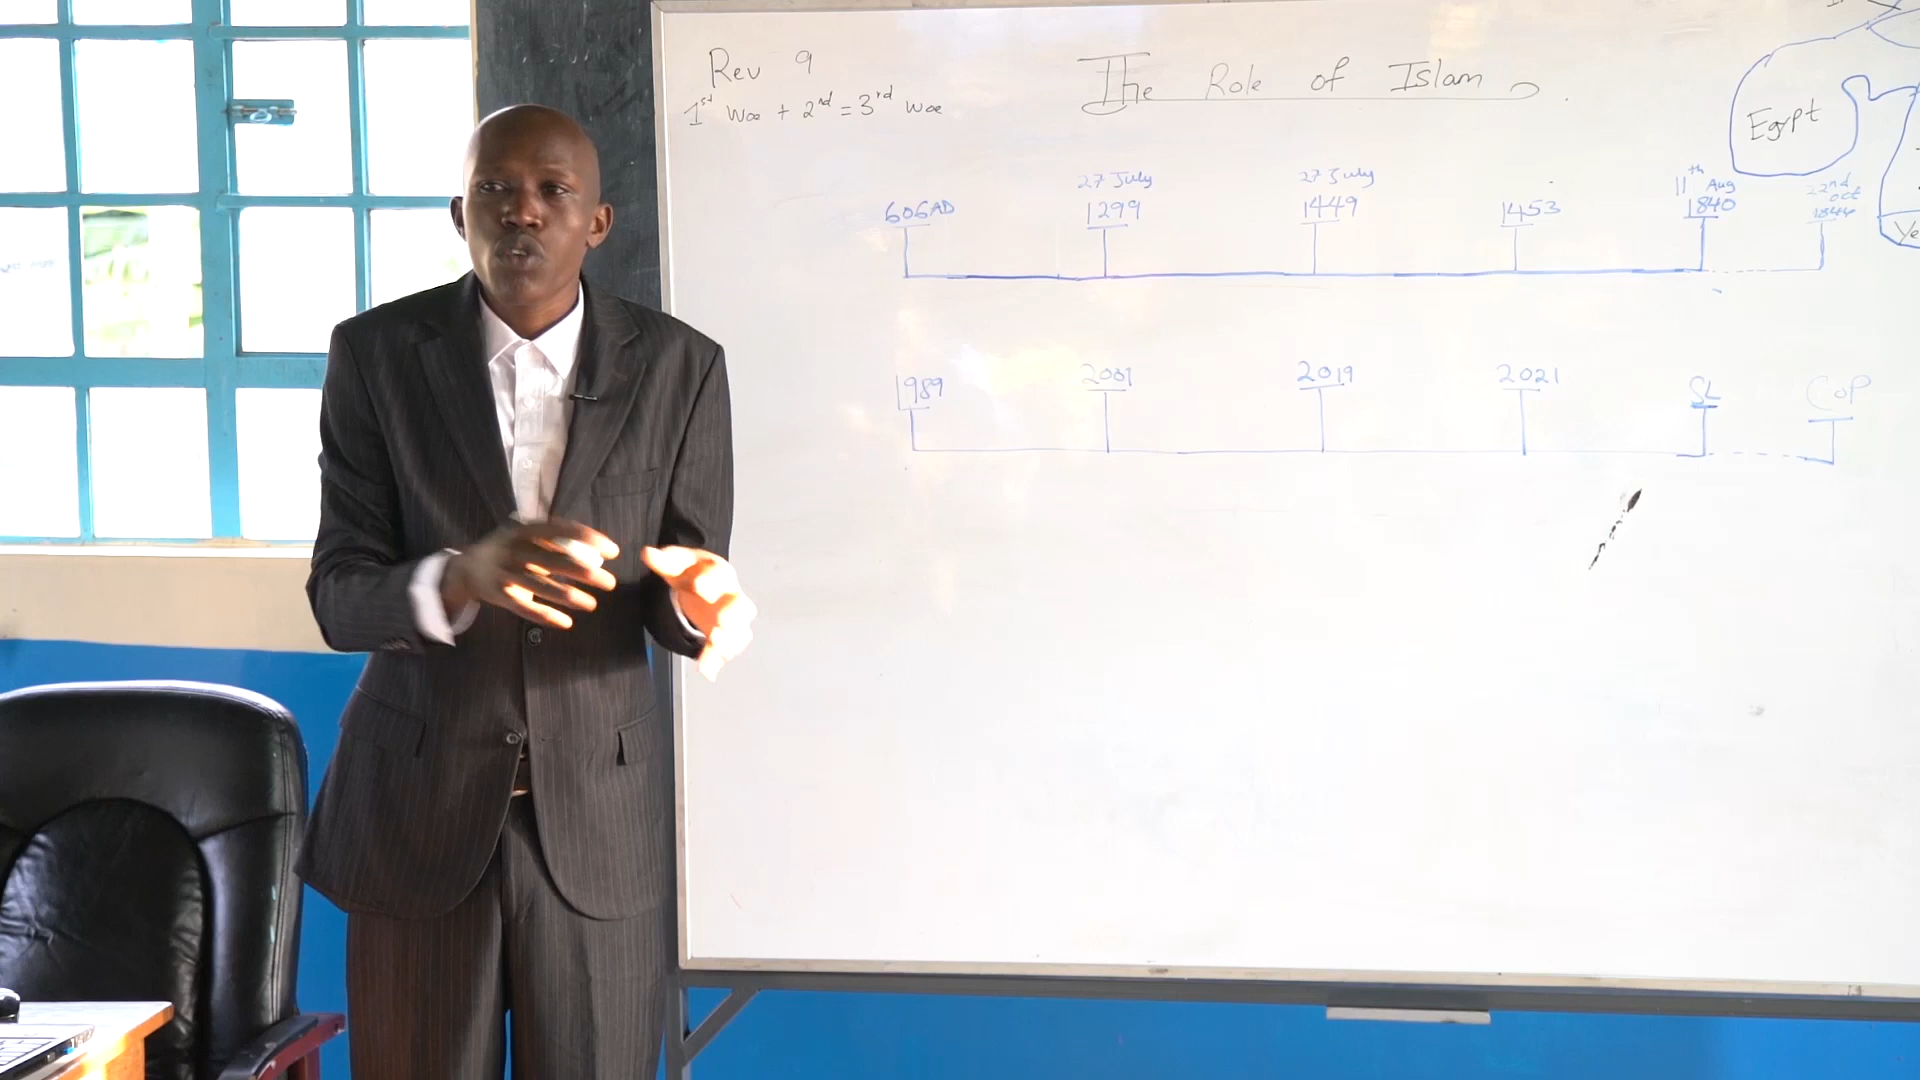 Rev 9
1st woe + 2nd = 3rd woe
The Role of Islam
Egypt
606AD
27 July
1299
27 July
1449
1453
11th Aug
1840
22nd
Oct
1844
1989
2001
2019
2021
SL
CoP